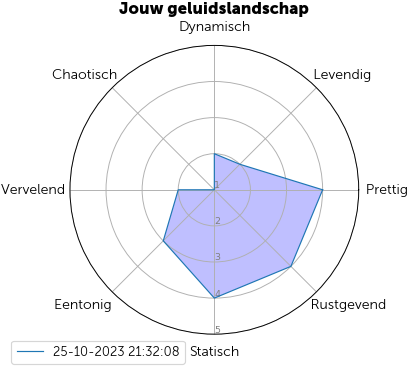 Jouw geluidslandschap
Dynamisch
Chaotisch
Levendig
Vervelend
1
Prettig
2
3
4
Eentonig
Rustgevend
5
25-10-2023 21:32:08
Statisch